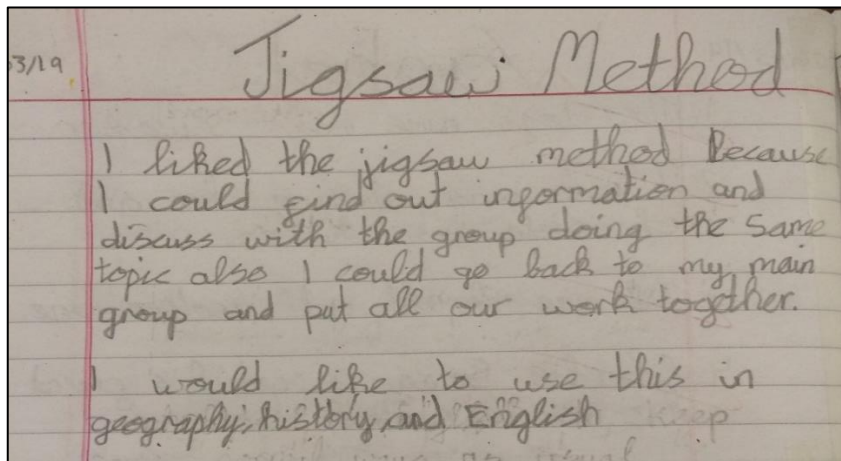 3/19
Jigsaw Method
I liked the jigsaw method Because
I could find out information and
discuss with the group doing the same
topic also I could go back to my main
group and put all our work together.
I would like to use this in
geography, history and English